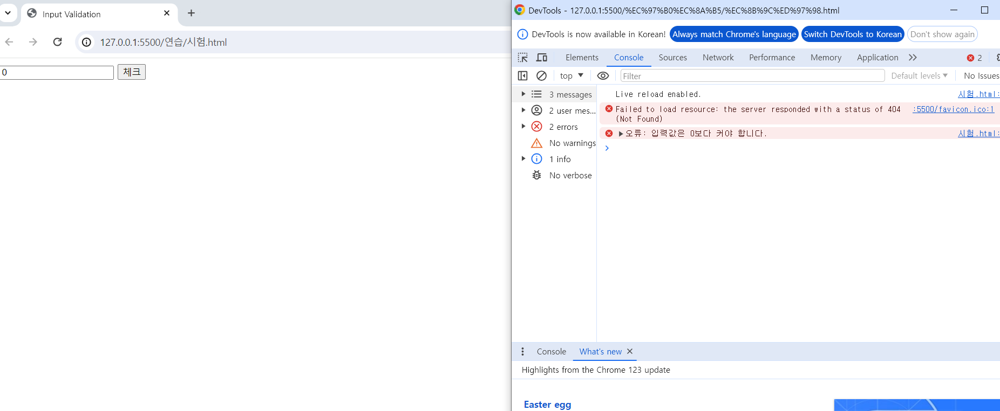 Input Validation
127.0.0.1:5500/연습/시험.html
0 체크
DevTools - 127.0.0.1:5500/%EC%97%B0%EC%8A%B5/%EC%8B%9C%ED%97%98.html
DevTools is now available in Korean! Always match Chrome's language Switch DevTools to Korean Don't show again
Elements Console Sources Network Performance Memory Application 2
top Filter Default levels No Issues
3 messages
2 user mes...
2 errors
No warnings
1 info
No verbose
Live reload enabled. 시험.html:
Failed to load resource: the server responded with a status of 404 :5500/favicon.ico:1
(Not Found)
오류: 입력값은 0보다 커야 합니다. 시험.html:
Console What's new
Highlights from the Chrome 123 update
Easter egg